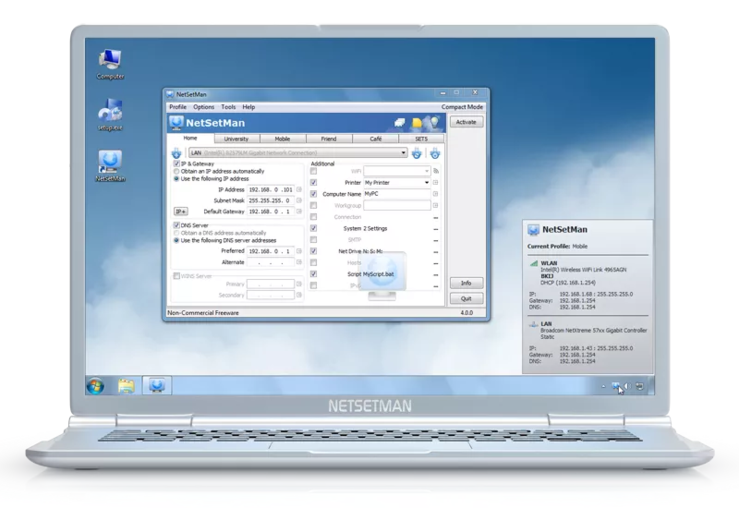 Computer
NetSetMan
NetSetMan
Profile Options Tools Help Compact Mode
NetSetMan
Activate
Home University Mobile Friend Café SET5
LAN
IP & Gateway
Obtain an IP address automatically
Use the following IP address
IP Address 192.168. 0 .101
Subnet Mask 255.255.255. 0
IP+ Default Gateway 192.168. 0 . 1
DNS Server
Obtain a DNS address automatically
Use the following DNS server addresses
Preferred 192.168. 0 . 1
Alternate
WINS Server
Primary
Secondary
Additional
WiFi
Printer My Printer
Computer Name MyPC
Workgroup
Connection
System 2 Settings
SMTP
Net Drive
Hosts
Script MyScript.bat
Info
Quit
Non-Commercial Freeware 4.0.0
NetSetMan
Current Profile: Mobile
WLAN
Intel(R) Wireless WiFi Link 4965AGN
DHCP (192.168.1.254)
IP: 192.168.1.68 / 255.255.255.0
Gateway: 192.168.1.254
DNS: 192.168.1.254
LAN
Broadcom NetXtreme 57xx Gigabit Controller
Static
IP: 192.168.1.43 / 255.255.255.0
Gateway: 192.168.1.254
DNS: 192.168.1.254
NETSETMAN